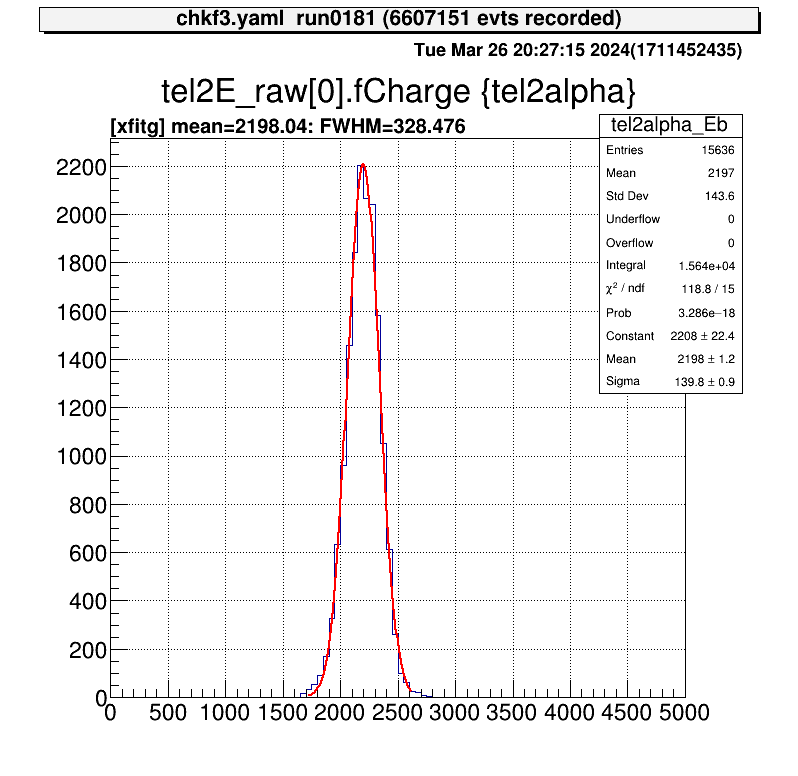 chkf3.yaml run0181 (6607151 evts recorded)
Tue Mar 26 20:27:15 2024(1711452435)
tel2E_raw[0].fCharge {tel2alpha}
[xfitg] mean=2198.04: FWHM=328.476
tel2alpha_Eb
Entries 15636
Mean 2197
Std Dev 143.6
Underflow 0
Overflow 0
Integral 1.564e+04
χ² / ndf 118.8 / 15
Prob 3.286e−18
Constant 2208 ± 22.4
Mean 2198 ± 1.2
Sigma 139.8 ± 0.9
2200
2000
1800
1600
1400
1200
1000
800
600
400
200
0
0 500 1000 1500 2000 2500 3000 3500 4000 4500 5000